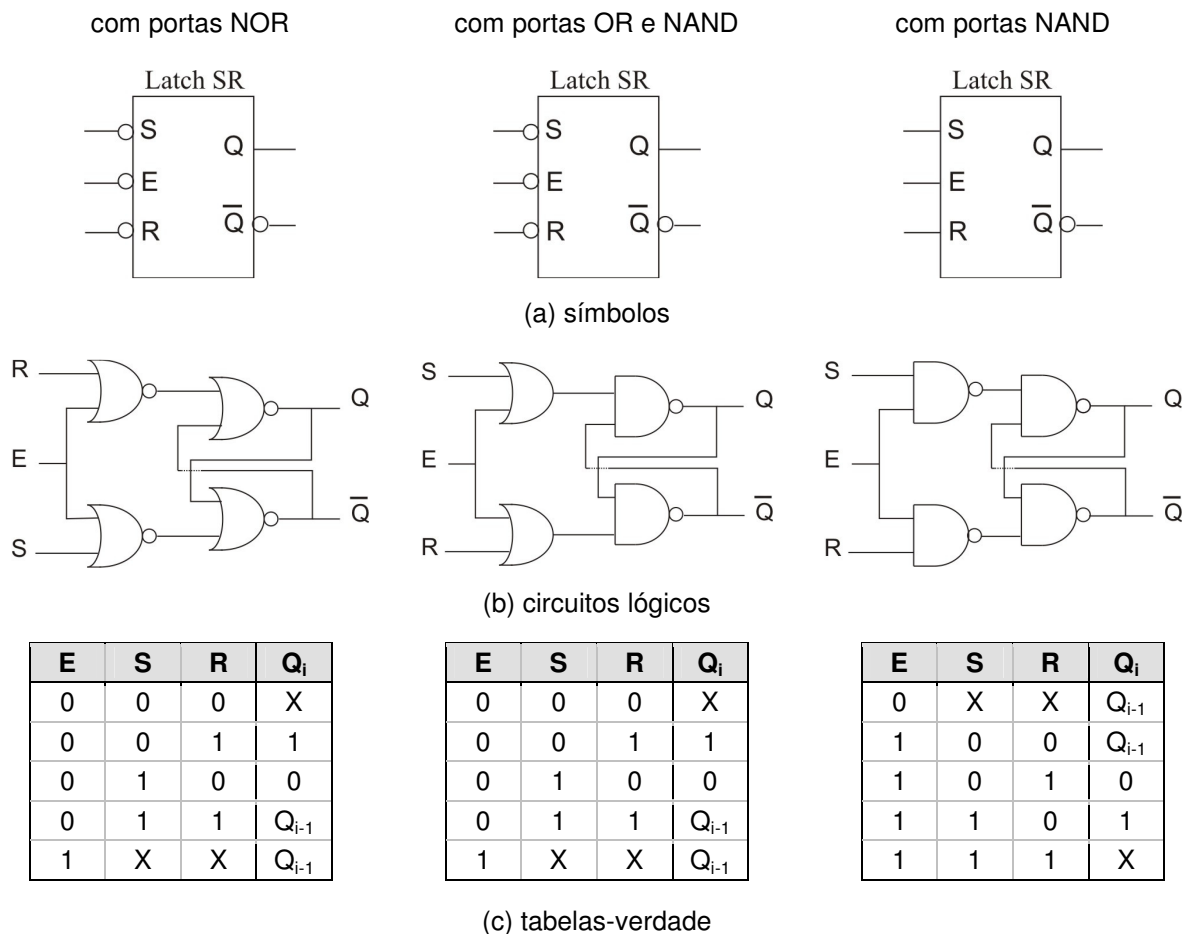 com portas NOR com portas OR e NAND com portas NAND
Latch SR Latch SR Latch SR
S Q S Q S Q
E E E
R Q̅ R Q̅ R Q̅
(a) símbolos
R Q S Q S Q
E E E
S Q̅ R Q̅ R Q̅
(b) circuitos lógicos
E S R Qᵢ E S R Qᵢ E S R Qᵢ
0 0 0 X 0 0 0 X 0 X X Qᵢ₋₁
0 0 1 1 0 0 1 1 1 0 0 Qᵢ₋₁
0 1 0 0 0 1 0 0 1 0 1 0
0 1 1 Qᵢ₋₁ 0 1 1 Qᵢ₋₁ 1 1 0 1
1 X X Qᵢ₋₁ 1 X X Qᵢ₋₁ 1 1 1 X
(c) tabelas-verdade